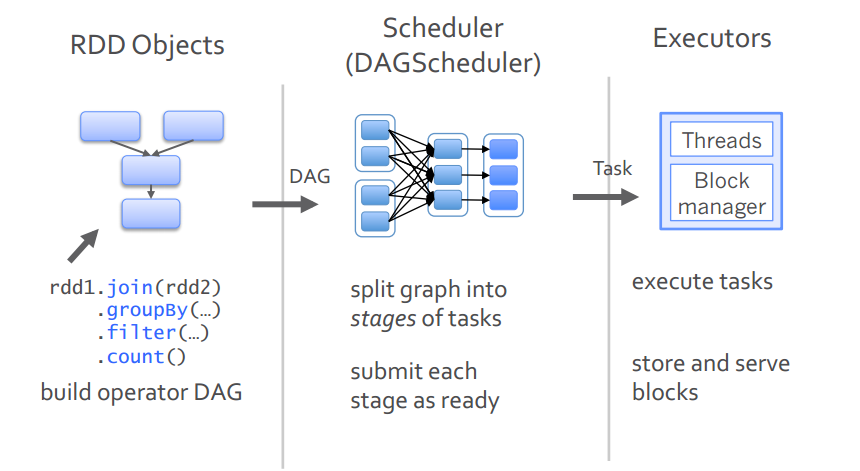 RDD Objects
rdd1.join(rdd2)
.groupBy(…)
.filter(…)
.count()
build operator DAG
DAG
Scheduler
(DAGScheduler)
split graph into
stages of tasks
submit each
stage as ready
Task
Executors
Threads
Block
manager
execute tasks
store and serve
blocks